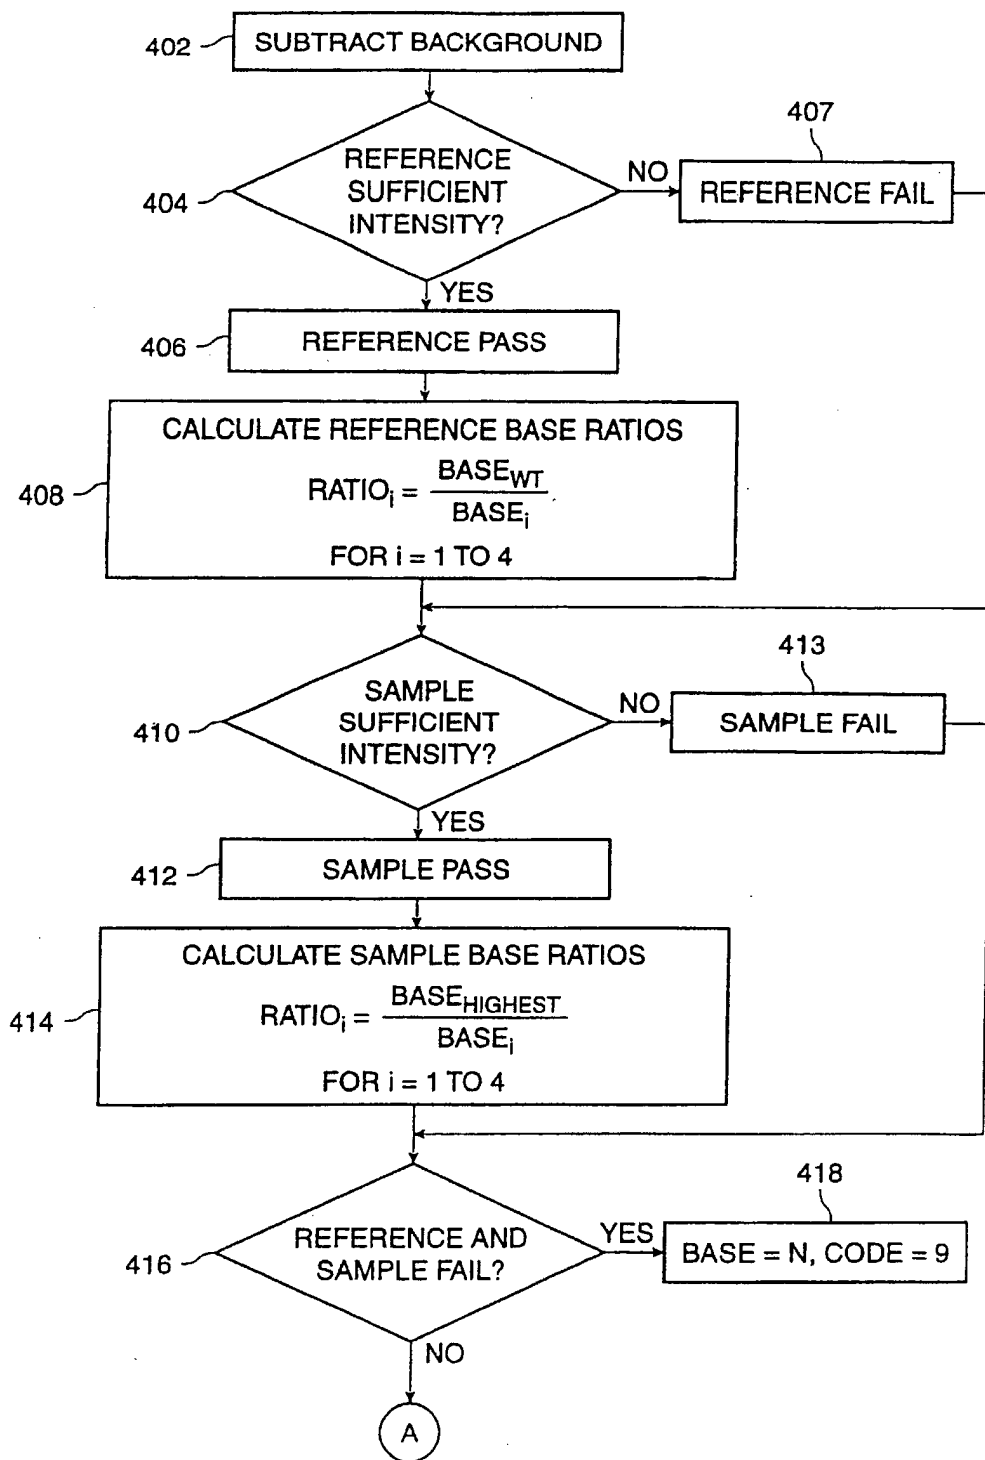 402
SUBTRACT BACKGROUND
404
REFERENCE
SUFFICIENT
INTENSITY?
NO
407
REFERENCE FAIL
YES
406
REFERENCE PASS
408
CALCULATE REFERENCE BASE RATIOS
RATIOi = BASEWT / BASEi
FOR i = 1 TO 4
410
SAMPLE
SUFFICIENT
INTENSITY?
NO
413
SAMPLE FAIL
YES
412
SAMPLE PASS
414
CALCULATE SAMPLE BASE RATIOS
RATIOi = BASEHIGHEST / BASEi
FOR i = 1 TO 4
416
REFERENCE AND
SAMPLE FAIL?
YES
418
BASE = N, CODE = 9
NO
A